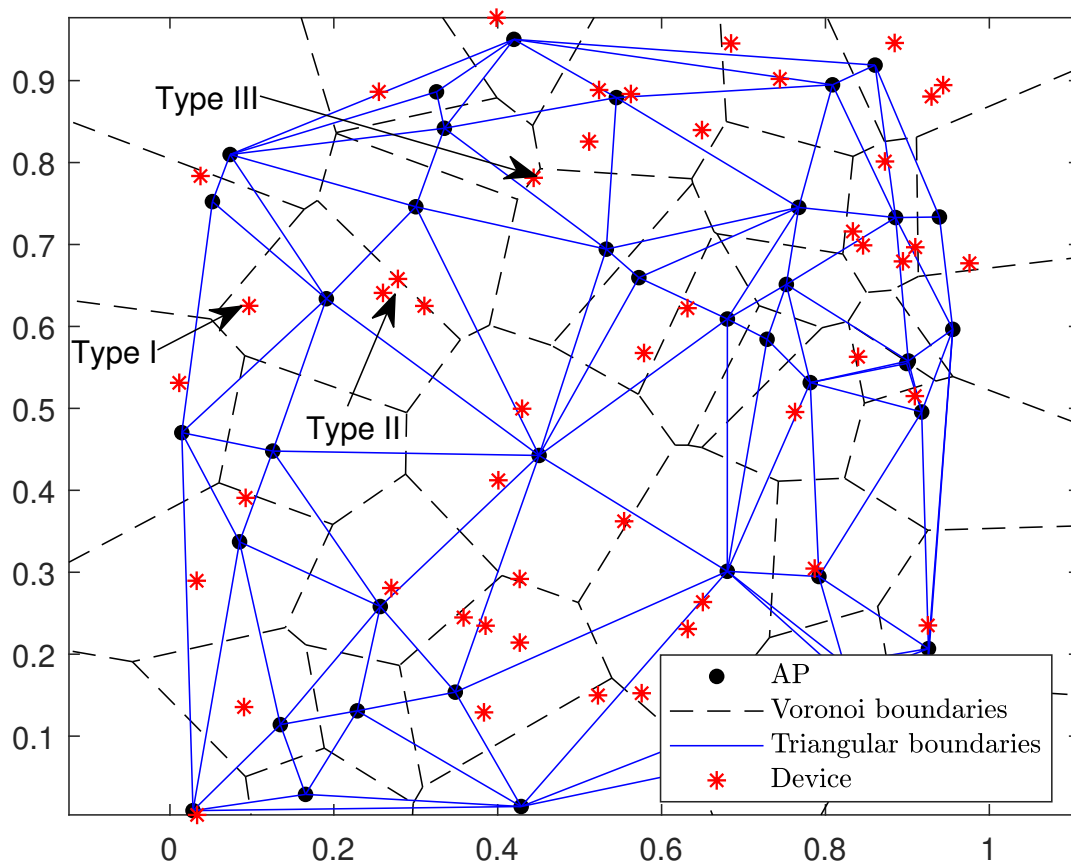 0.9
Type III
0.8
0.7
0.6
Type I
0.5
Type II
0.4
0.3
0.2
AP
Voronoi boundaries
0.1
Triangular boundaries
Device
0 0.2 0.4 0.6 0.8 1